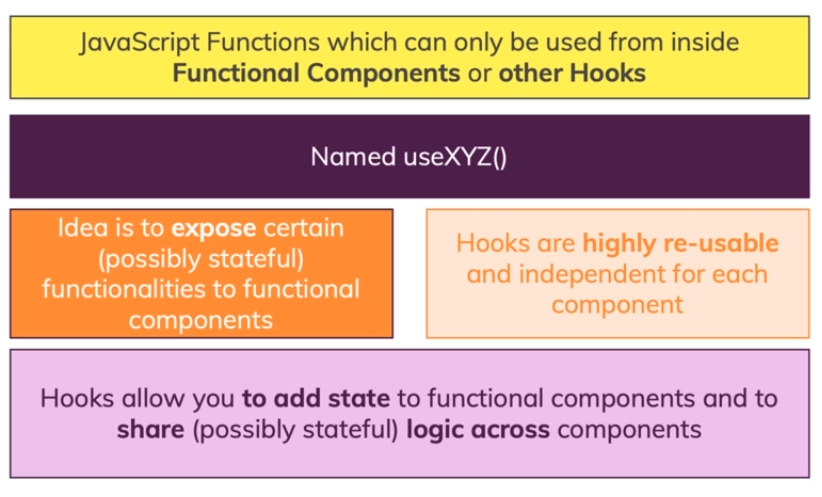 JavaScript Functions which can only be used from inside
Functional Components or other Hooks
Named useXYZ()
Idea is to expose certain
(possibly stateful)
functionalities to functional
components
Hooks are highly re-usable
and independent for each
component
Hooks allow you to add state to functional components and to
share (possibly stateful) logic across components